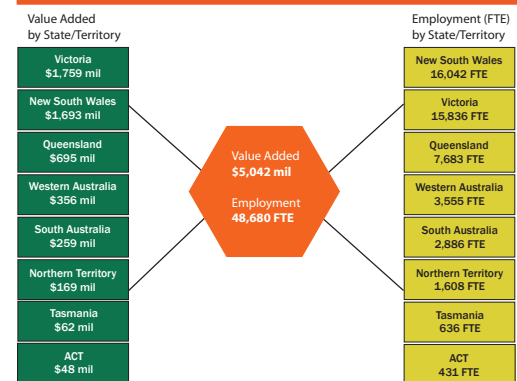 Value Added
by State/Territory
Victoria
$1,759 mil
New South Wales
$1,693 mil
Queensland
$695 mil
Western Australia
$356 mil
South Australia
$259 mil
Northern Territory
$169 mil
Tasmania
$62 mil
ACT
$48 mil
Value Added
$5,042 mil
Employment
48,680 FTE
Employment (FTE)
by State/Territory
New South Wales
16,042 FTE
Victoria
15,836 FTE
Queensland
7,683 FTE
Western Australia
3,555 FTE
South Australia
2,886 FTE
Northern Territory
1,608 FTE
Tasmania
636 FTE
ACT
431 FTE